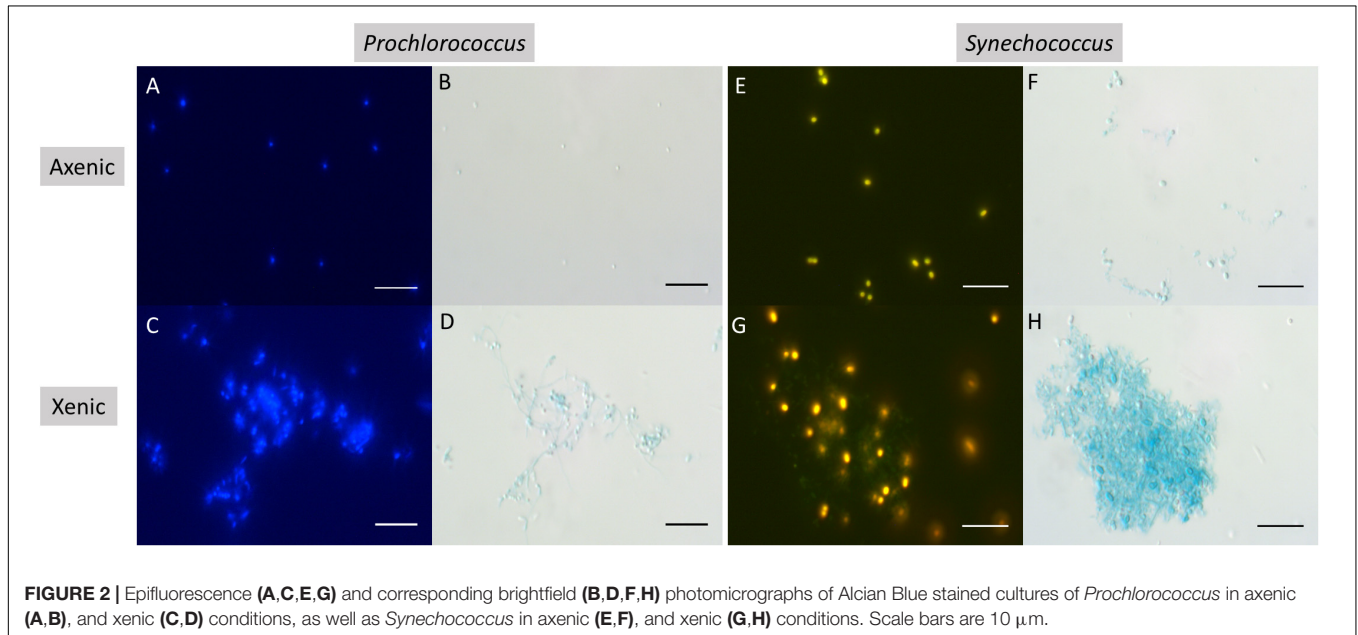 Prochlorococcus
Synechococcus
Axenic
A
B
E
F
Xenic
C
D
G
H
FIGURE 2 | Epifluorescence (A,C,E,G) and corresponding brightfield (B,D,F,H) photomicrographs of Alcian Blue stained cultures of Prochlorococcus in axenic
(A,B), and xenic (C,D) conditions, as well as Synechococcus in axenic (E,F), and xenic (G,H) conditions. Scale bars are 10 μm.